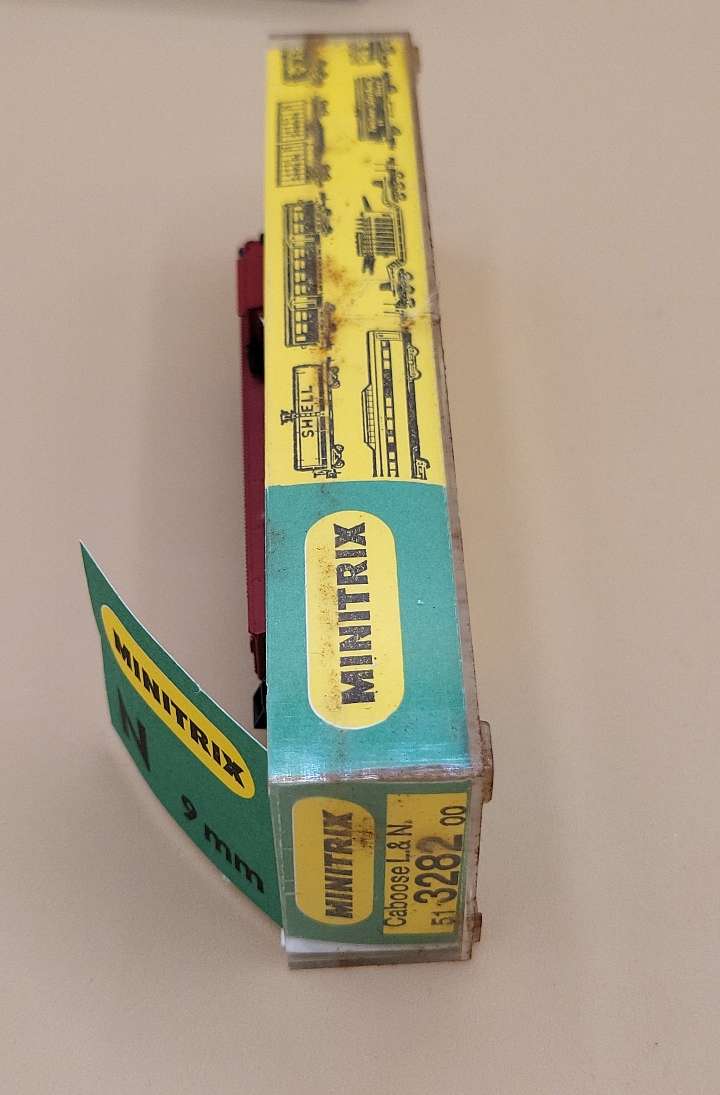 SHELL
MINITRIX
MINITRIX
N
9 mm
MINITRIX
Caboose L.& N.
51 3282 00